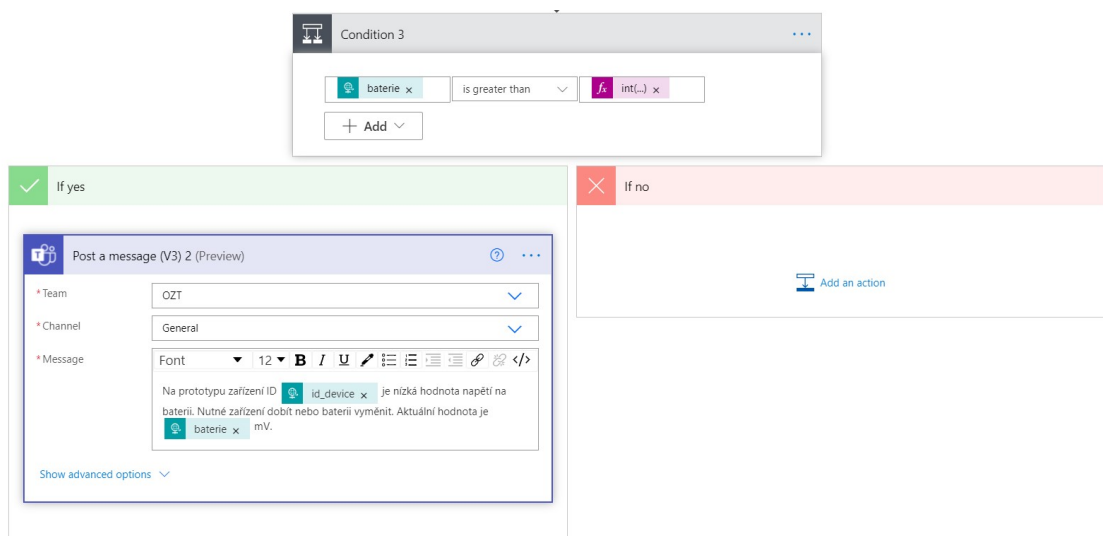 Condition 3
baterie x is greater than fx int(...) x
+ Add
If yes
If no
Post a message (V3) 2 (Preview)
Add an action
* Team OZT
* Channel General
* Message Font 12 B I U </>
Na prototypu zařízení ID id_device x je nízká hodnota napětí na
baterii. Nutné zařízení dobít nebo baterii vyměnit. Aktuální hodnota je
baterie x mV.
Show advanced options